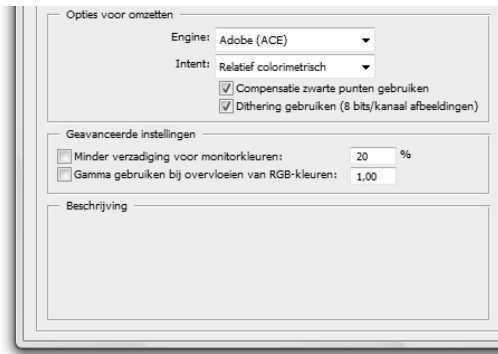 Opties voor omzetten
Engine: Adobe (ACE)
Intent: Relatief colorimetrisch
Compensatie zwarte punten gebruiken
Dithering gebruiken (8 bits/kanaal afbeeldingen)
Geavanceerde instellingen
Minder verzadiging voor monitorkleuren: 20 %
Gamma gebruiken bij overvloeien van RGB-kleuren: 1,00
Beschrijving